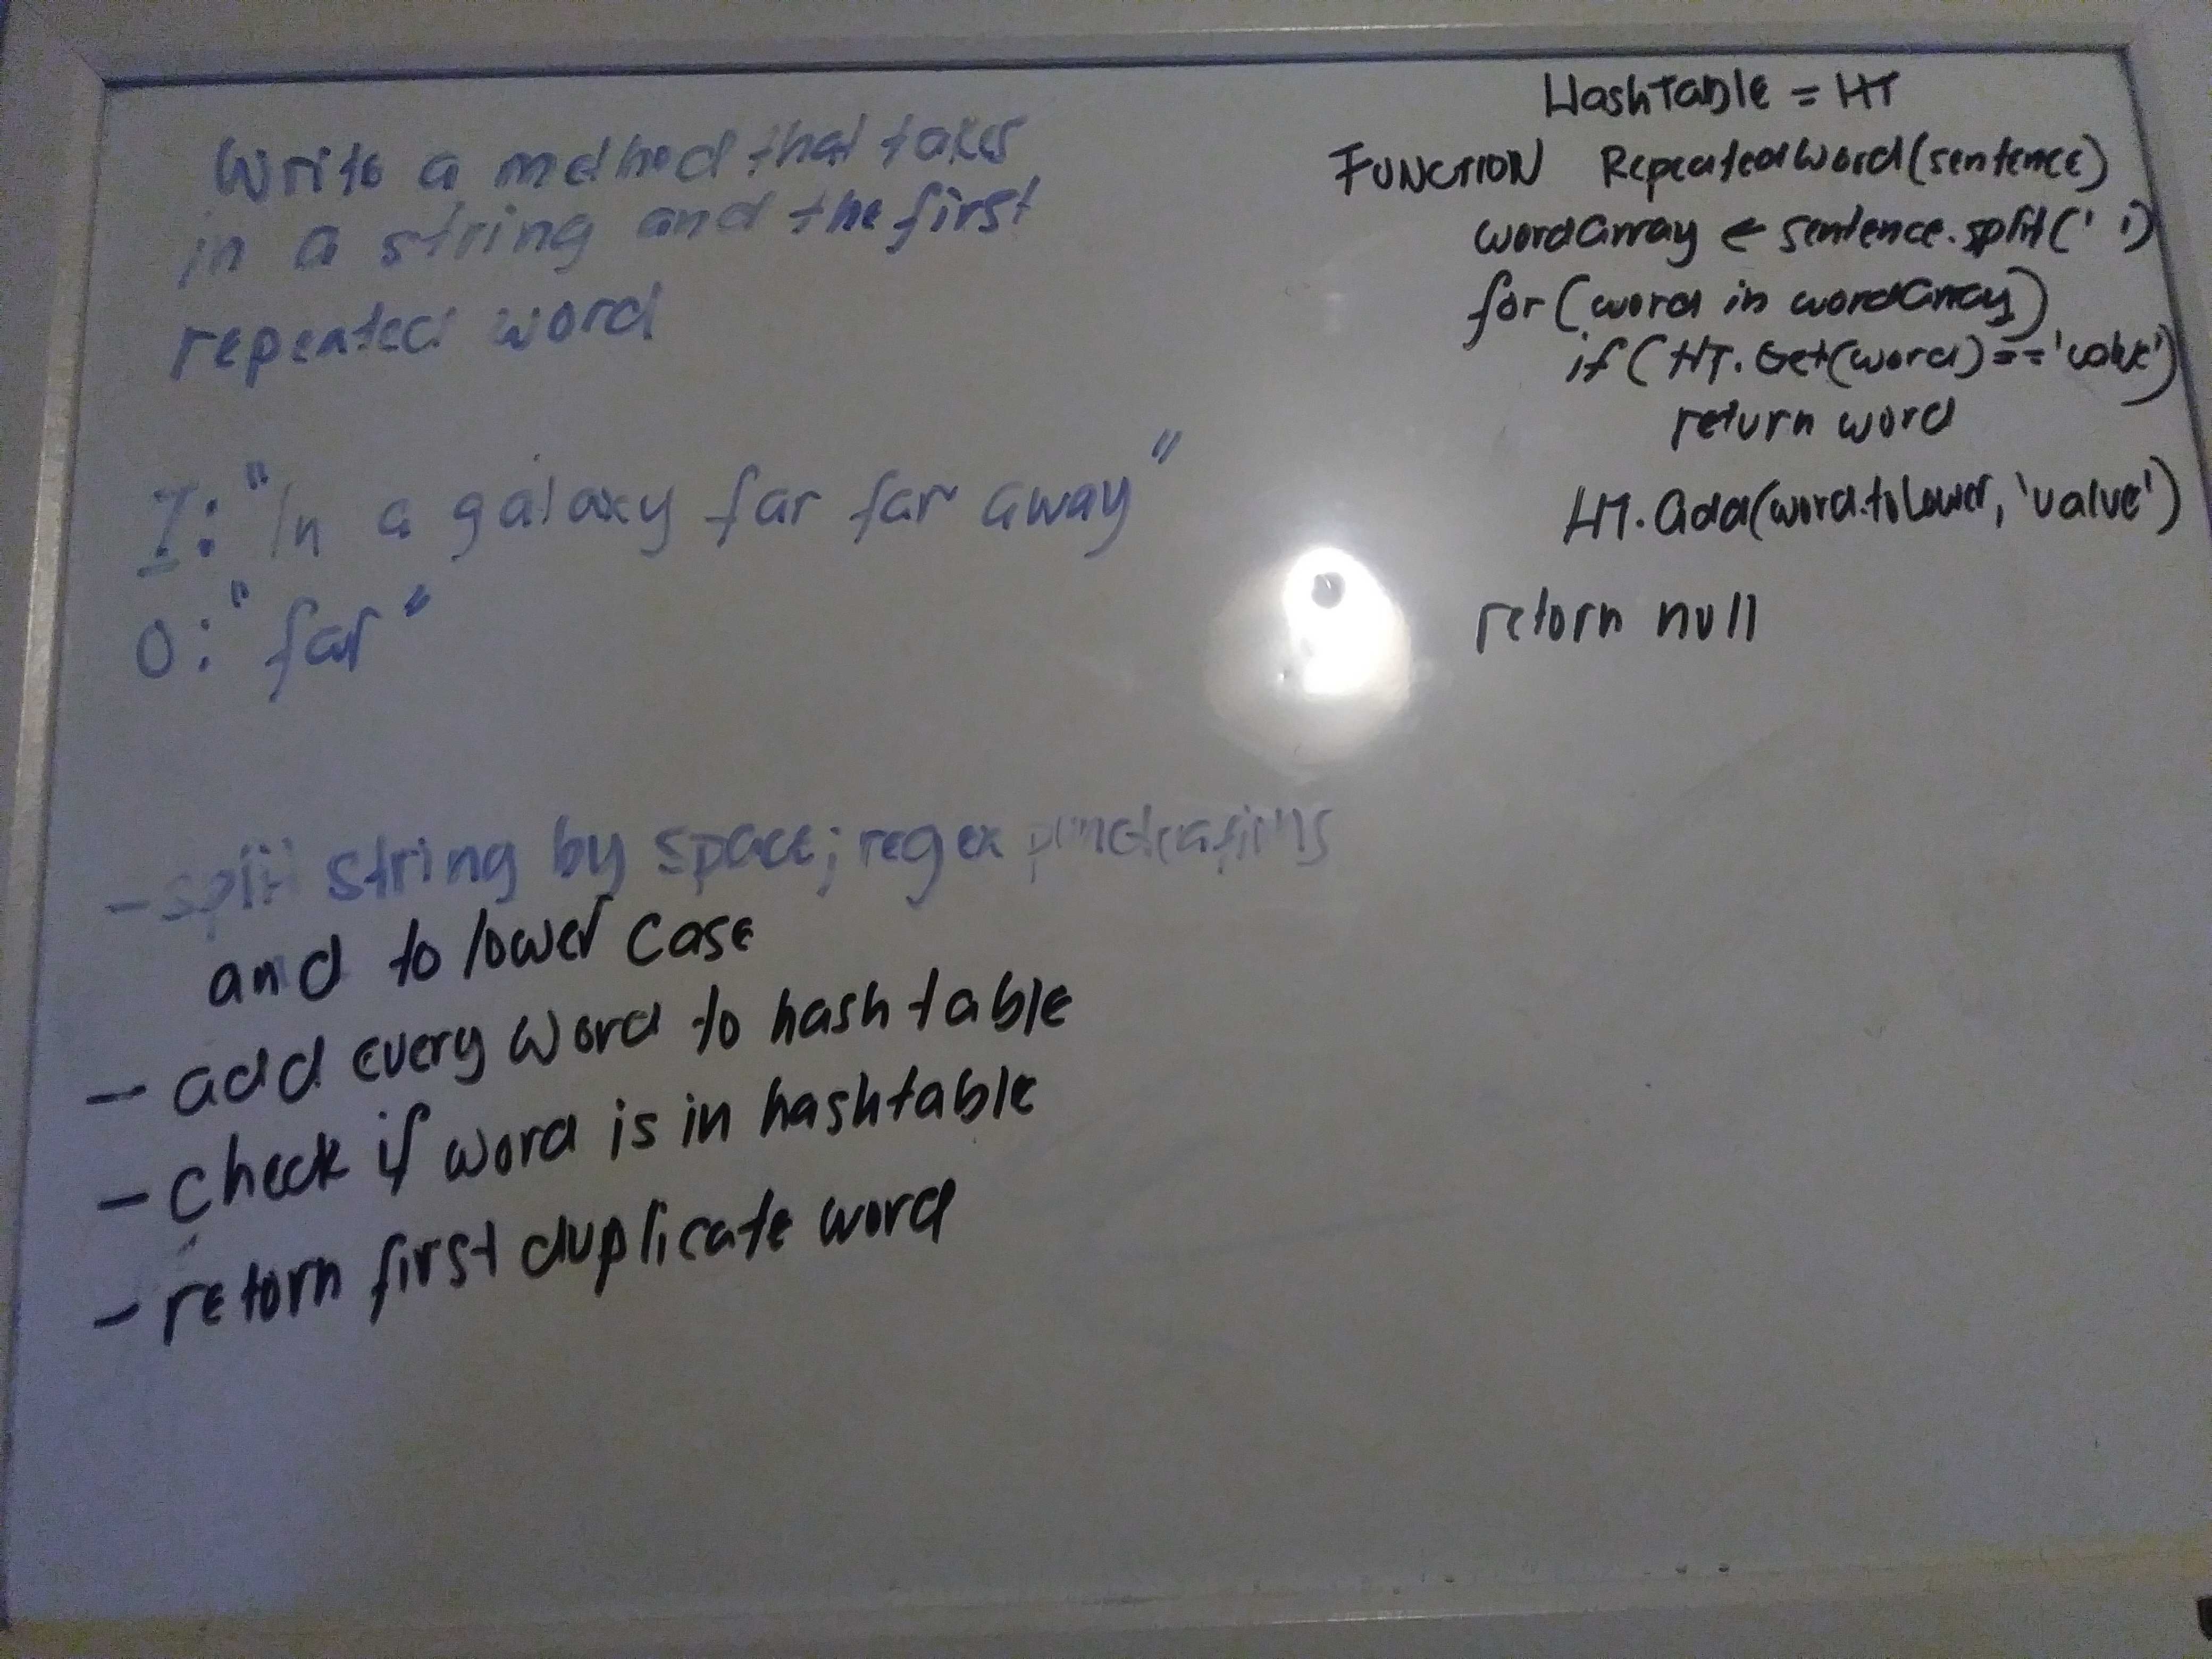 Write a method that takes
in a string and the first
repeated word
I: "In a galaxy far far away"
O: "far"
- split string by space; regex punctuations
and to lower case
- add every word to hashtable
- check if word is in hashtable
- return first duplicate word
HashTable = HT
FUNCTION RepeatedWord(sentence)
wordArray ← sentence.split(' ')
for (word in wordArray)
if (HT.Get(word) == 'value')
return word
HT.add(word.toLower, 'value')
return null